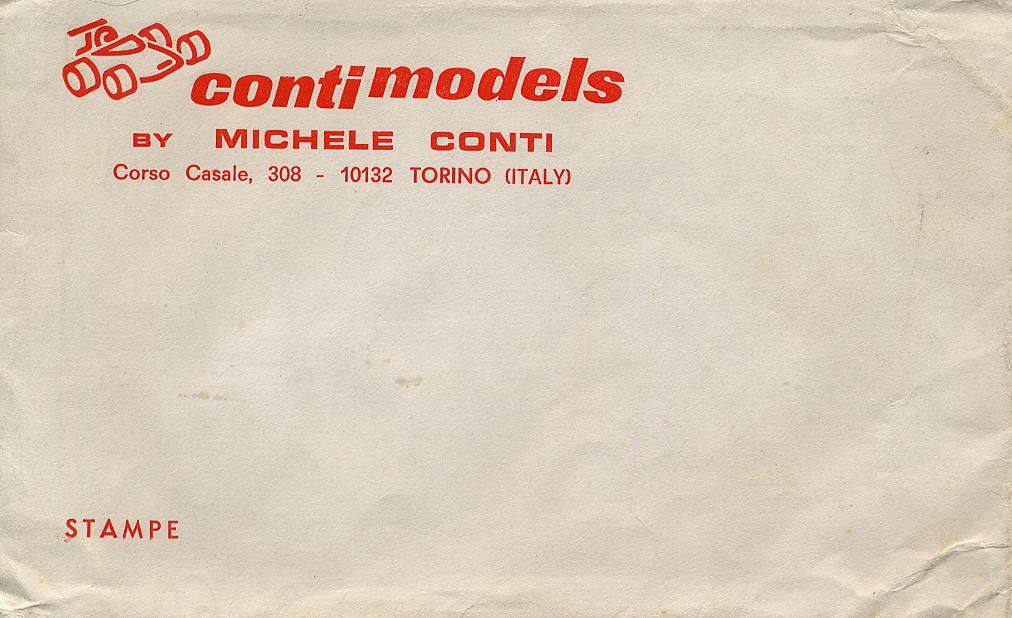 conti models
BY MICHELE CONTI
Corso Casale, 308 - 10132 TORINO (ITALY)
STAMPE